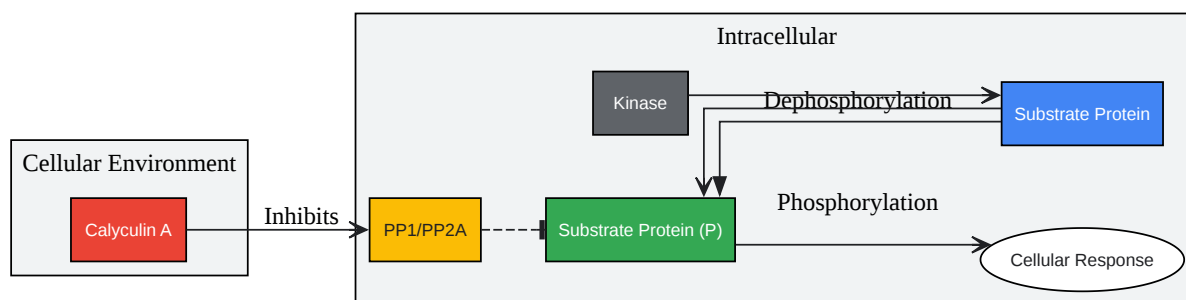 Intracellular
Kinase
Dephosphorylation
Substrate Protein
Cellular Environment
Calyculin A
Inhibits
PP1/PP2A
Substrate Protein (P)
Phosphorylation
Cellular Response